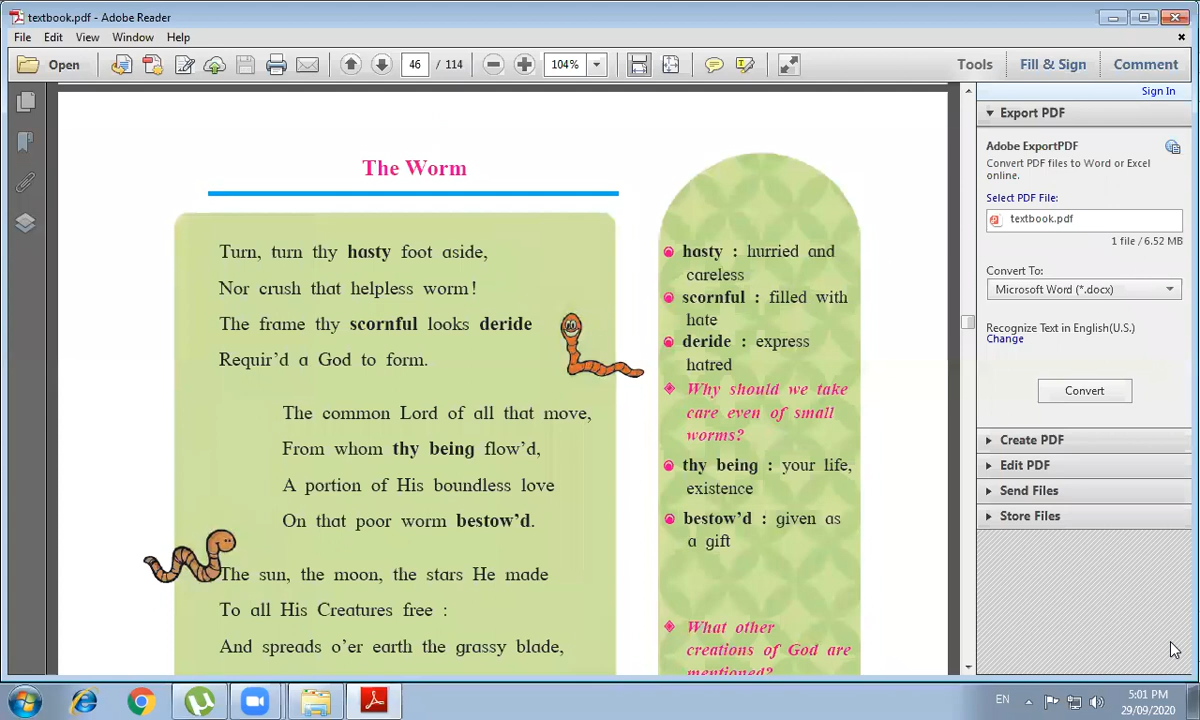 textbook.pdf - Adobe Reader
File Edit View Window Help
Open
46 / 114
104%
Tools Fill & Sign Comment
Sign In
The Worm
Turn, turn thy hasty foot aside,
Nor crush that helpless worm!
The frame thy scornful looks deride
Requir'd a God to form.
The common Lord of all that move,
From whom thy being flow'd,
A portion of His boundless love
On that poor worm bestow'd.
The sun, the moon, the stars He made
To all His Creatures free :
And spreads o'er earth the grassy blade,
hasty : hurried and
careless
scornful : filled with
hate
deride : express
hatred
Why should we take
care even of small
worms?
thy being : your life,
existence
bestow'd : given as
a gift
What other
creations of God are
mentioned?
Export PDF
Adobe ExportPDF
Convert PDF files to Word or Excel
online.
Select PDF File:
textbook.pdf
1 file / 6.52 MB
Convert To:
Microsoft Word (*.docx)
Recognize Text in English(U.S.)
Change
Convert
Create PDF
Edit PDF
Send Files
Store Files
EN
5:01 PM
29/09/2020